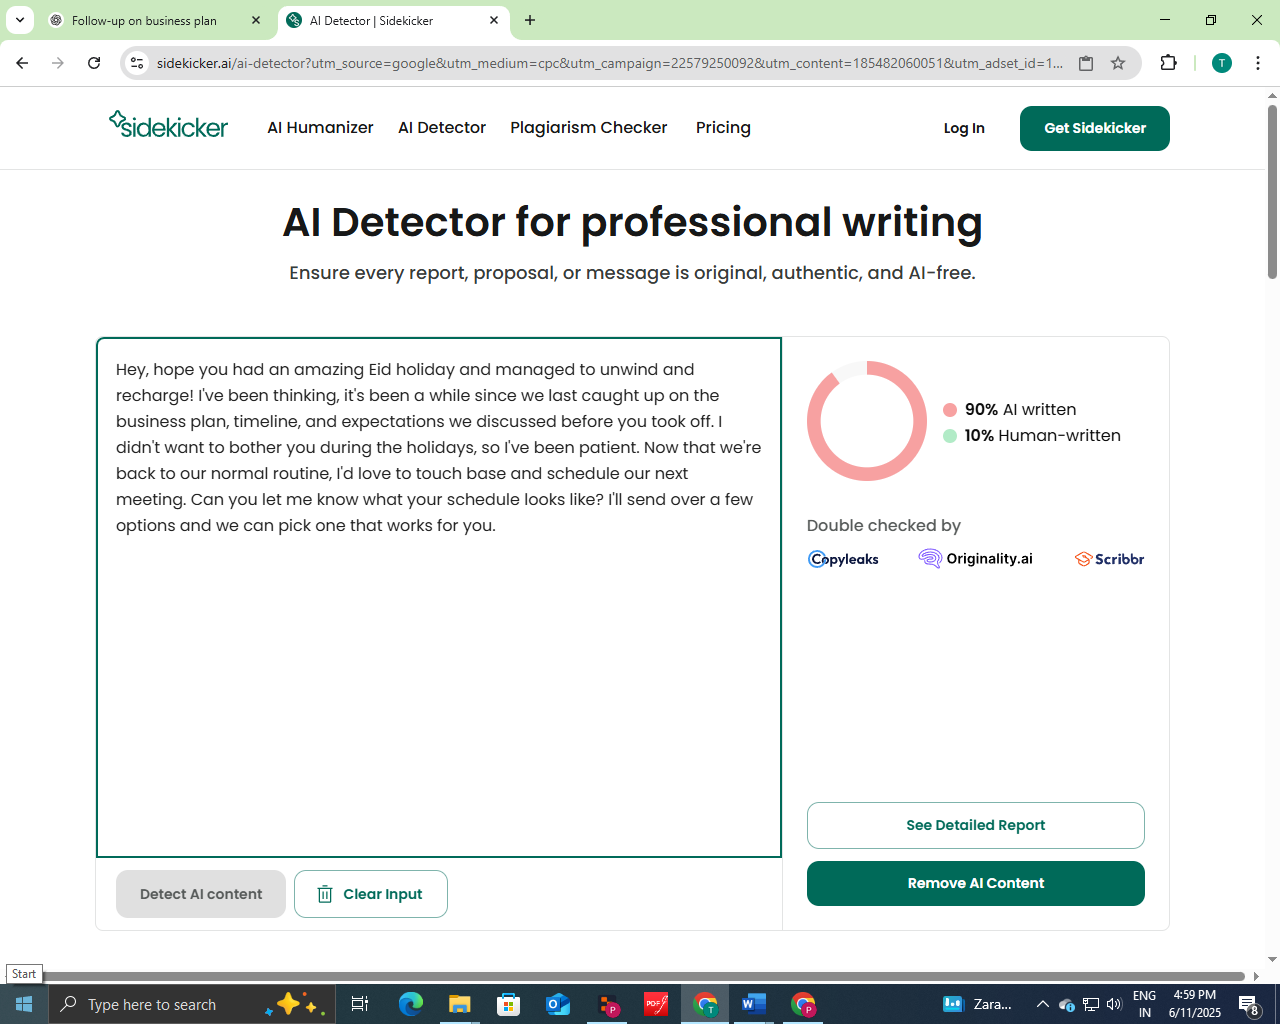 Follow-up on business plan
AI Detector | Sidekicker
sidekicker.ai/ai-detector?utm_source=google&utm_medium=cpc&utm_campaign=22579250092&utm_content=185482060051&utm_adset_id=1...
T
sidekicker
AI Humanizer
AI Detector
Plagiarism Checker
Pricing
Log In
Get Sidekicker
AI Detector for professional writing
Ensure every report, proposal, or message is original, authentic, and AI-free.
Hey, hope you had an amazing Eid holiday and managed to unwind and
recharge! I've been thinking, it's been a while since we last caught up on the
business plan, timeline, and expectations we discussed before you took off. I
didn't want to bother you during the holidays, so I've been patient. Now that we're
back to our normal routine, I'd love to touch base and schedule our next
meeting. Can you let me know what your schedule looks like? I'll send over a few
options and we can pick one that works for you.
90% AI written
10% Human-written
Double checked by
Copyleaks
Originality.ai
Scribbr
See Detailed Report
Remove AI Content
Detect AI content
Clear Input
Start
Type here to search
P
PDF
T
W
P
Zara...
ENG
IN
4:59 PM
6/11/2025
8